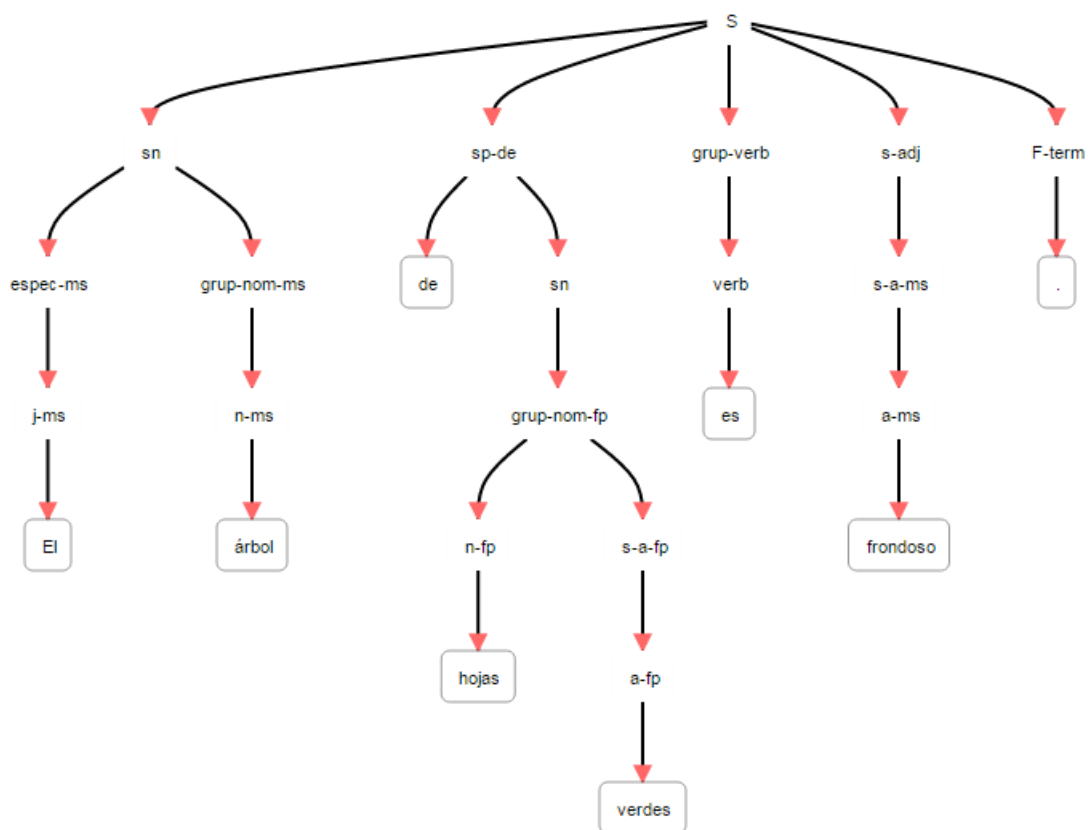 S
sn sp-de grup-verb s-adj F-term
espec-ms grup-nom-ms de sn verb s-a-ms .
j-ms n-ms grup-nom-fp es a-ms
El árbol n-fp s-a-fp frondoso
hojas a-fp
verdes